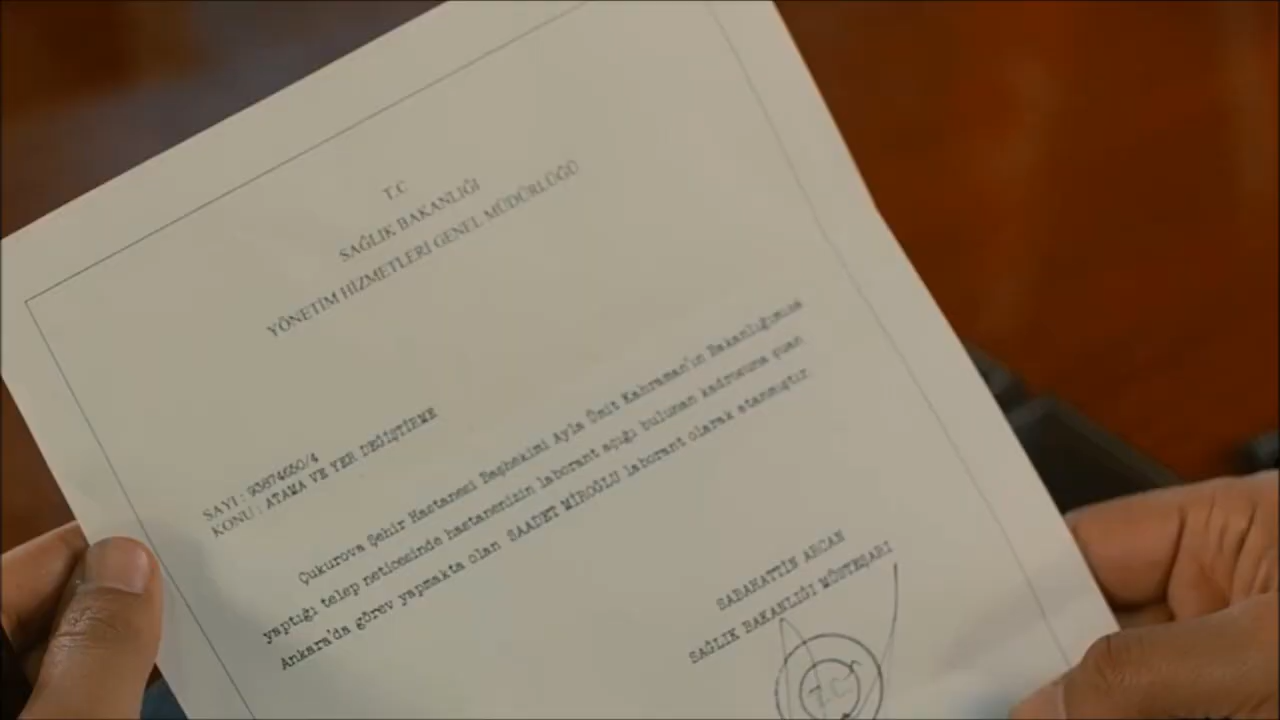 T.C
SAĞLIK BAKANLIĞI
YÖNETİM HİZMETLERİ GENEL MÜDÜRLÜĞÜ
SAYI : 93874650/4
KONU : ATAMA VE YER DEĞİŞTİRME
Çukurova Şehir Hastanesi Başhekimi Ayla Ümit Kahraman'ın Bakanlığımıza
yaptığı telep neticesinde hastanenizin laborant açığı bulunan kadrosuna şuan
Ankara'da görev yapmakta olan SAADET MİROĞLU laborant olarak atanmıştır
SABAHATTİN ARCAN
SAĞLIK BAKANLIĞI MÜSTEŞARI
T.C